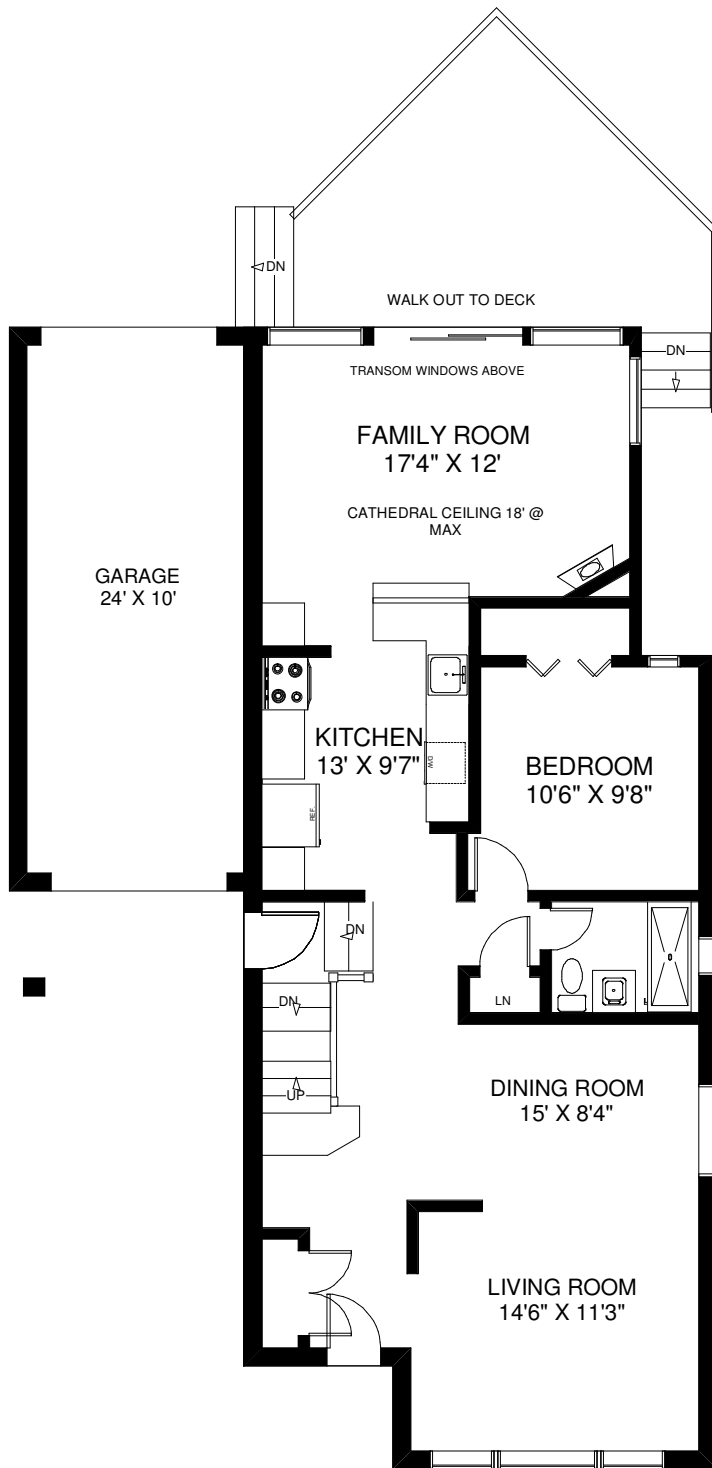 DN
WALK OUT TO DECK
DN
TRANSOM WINDOWS ABOVE
FAMILY ROOM
17'4" X 12'
CATHEDRAL CEILING 18' @
MAX
GARAGE
24' X 10'
KITCHEN
13' X 9'7"
DW
BEDROOM
10'6" X 9'8"
REF.
DN
DN
LN
UP
DINING ROOM
15' X 8'4"
LIVING ROOM
14'6" X 11'3"